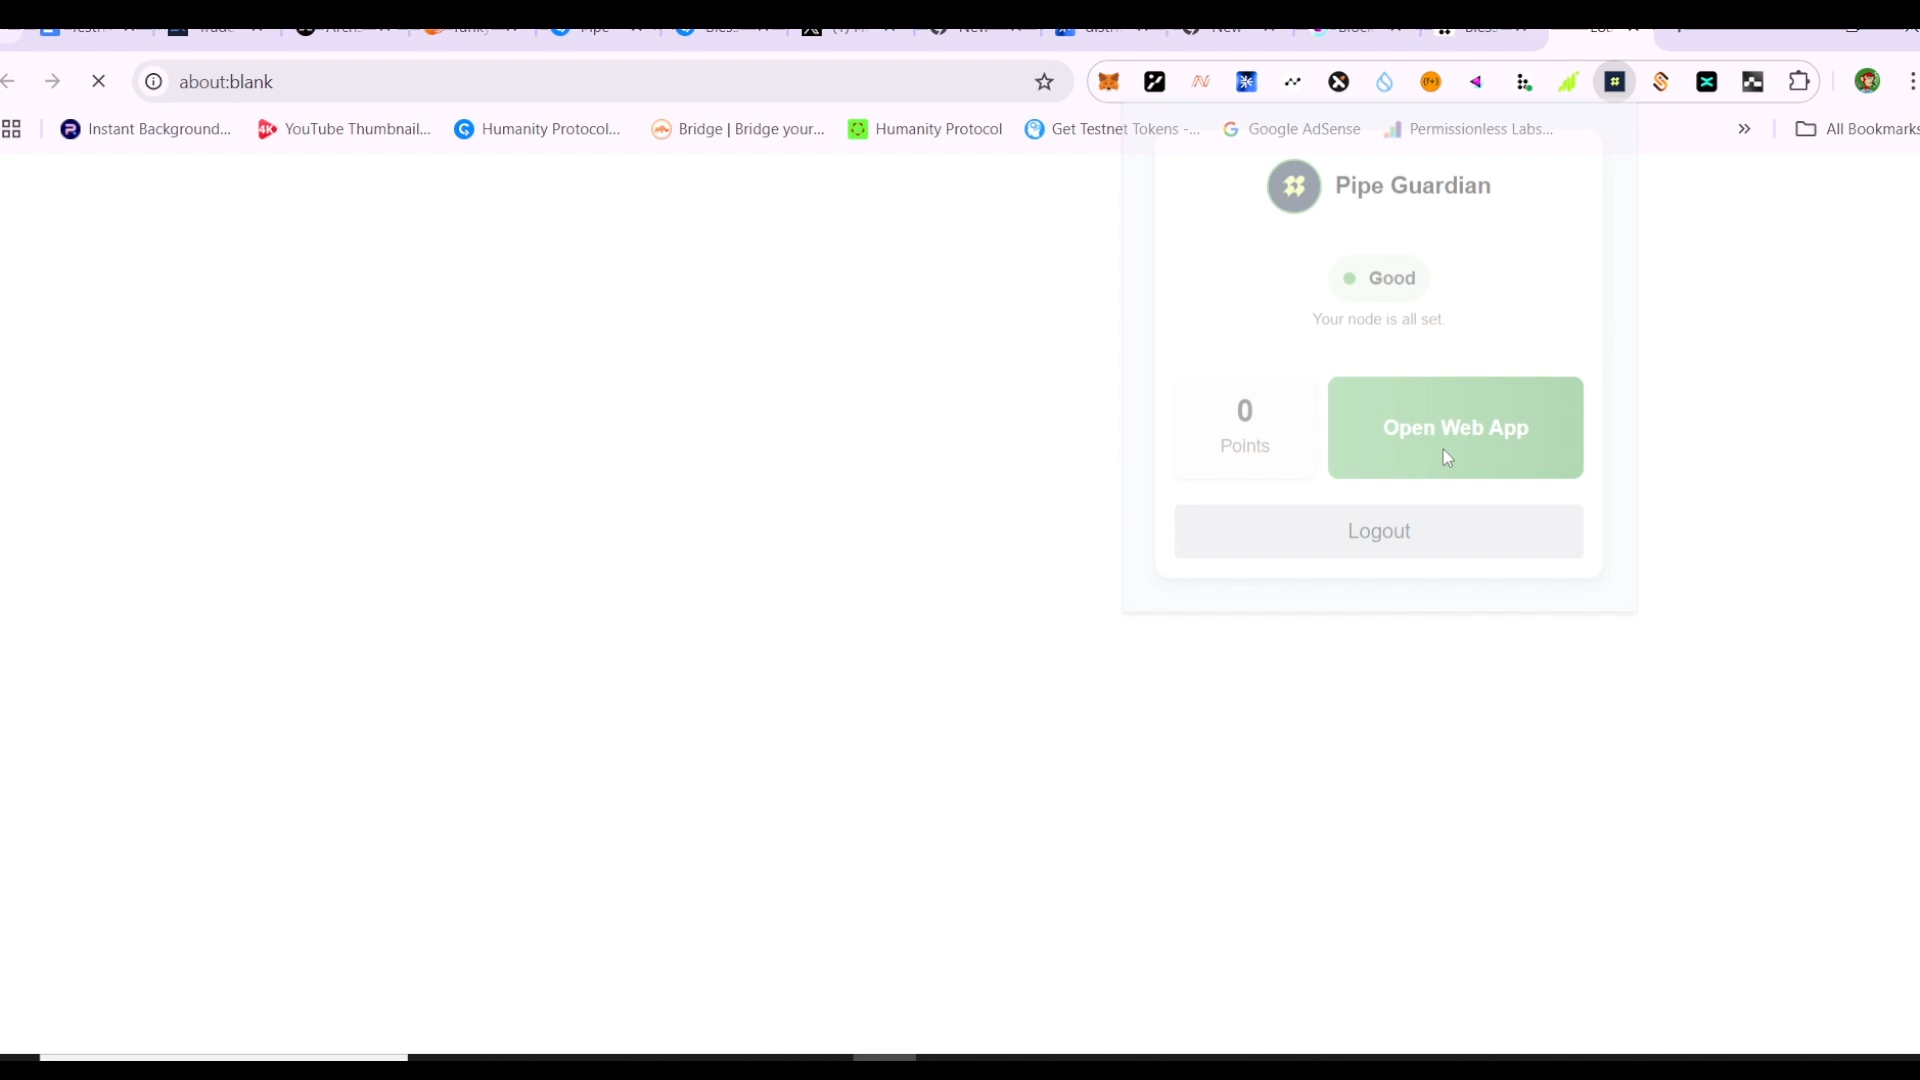 about:blank
Instant Background... YouTube Thumbnail... Humanity Protocol... Bridge | Bridge your... Humanity Protocol Get Testnet Tokens -... Google AdSense Permissionless Labs... » All Bookmarks
Pipe Guardian
Good
Your node is all set.
0
Points
Open Web App
Logout